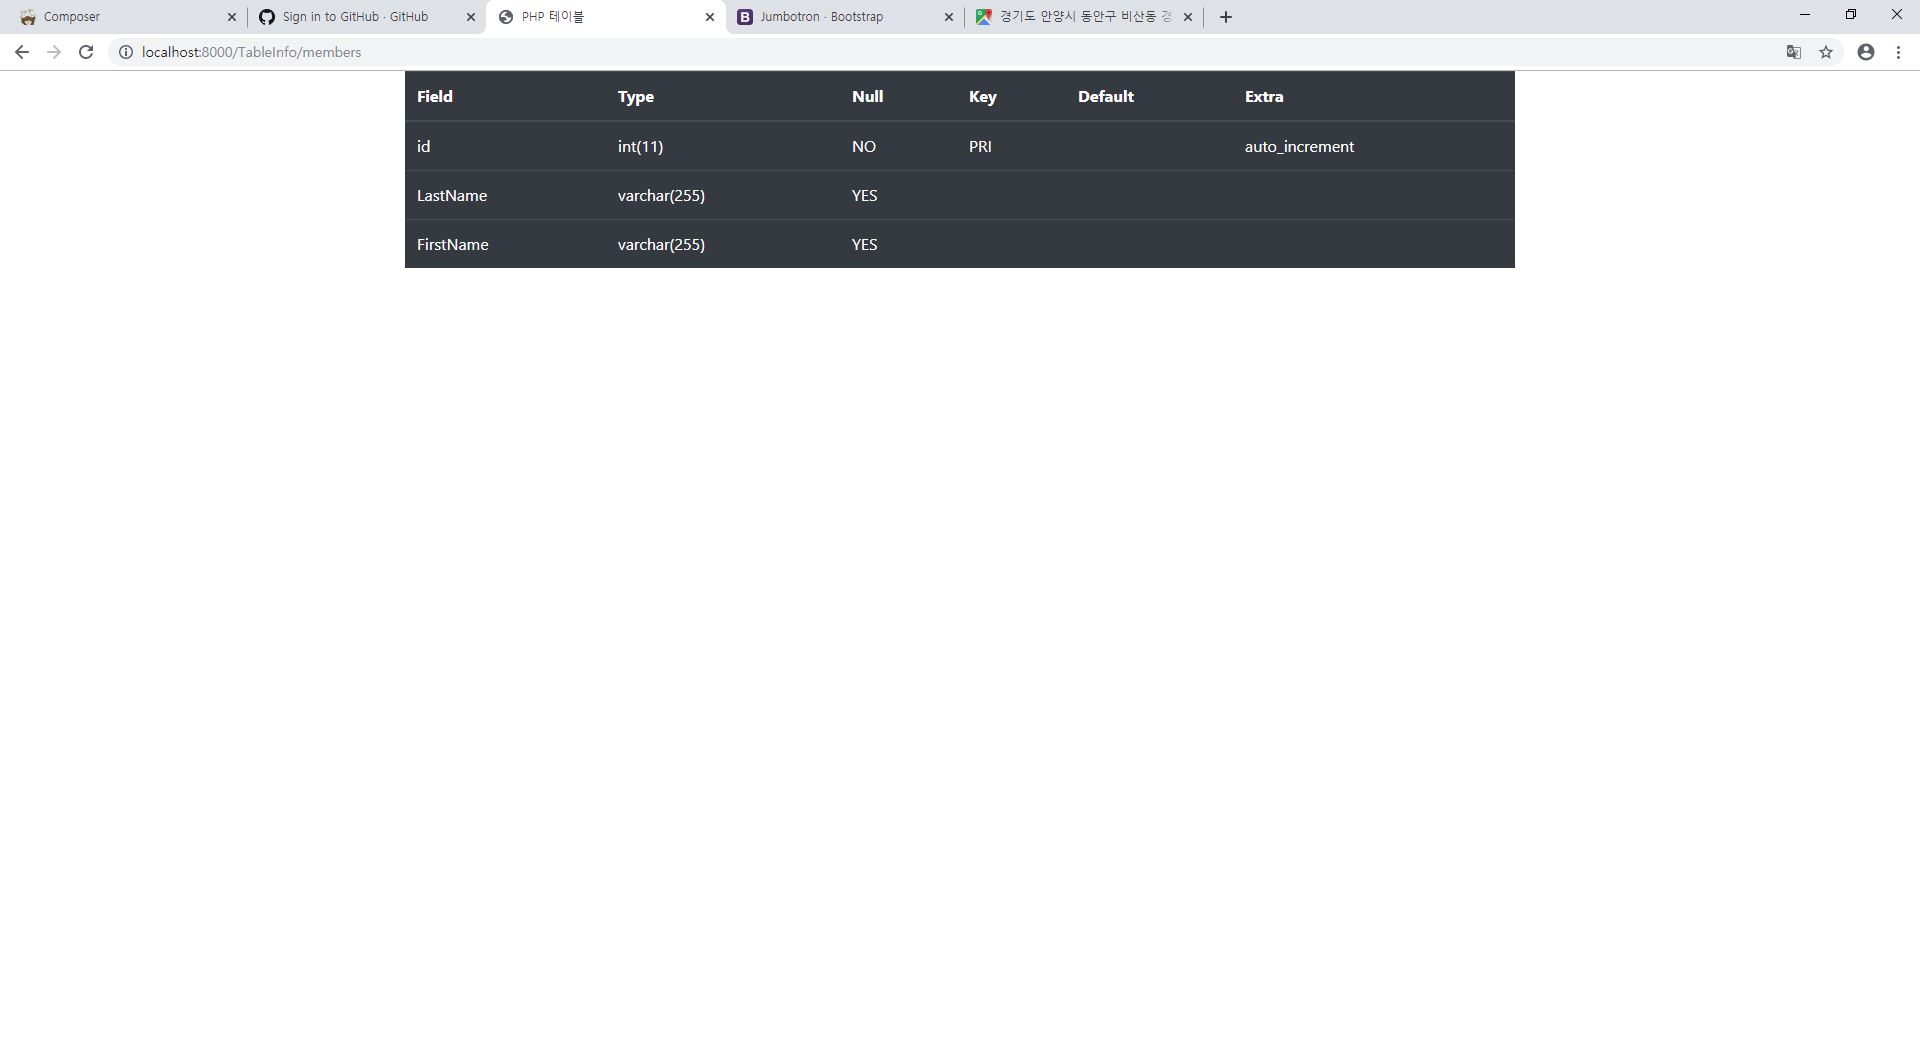 Composer
Sign in to GitHub · GitHub
PHP 테이블
Jumbotron · Bootstrap
경기도 안양시 동안구 비산동 경
localhost:8000/TableInfo/members
Field Type Null Key Default Extra
id int(11) NO PRI auto_increment
LastName varchar(255) YES
FirstName varchar(255) YES